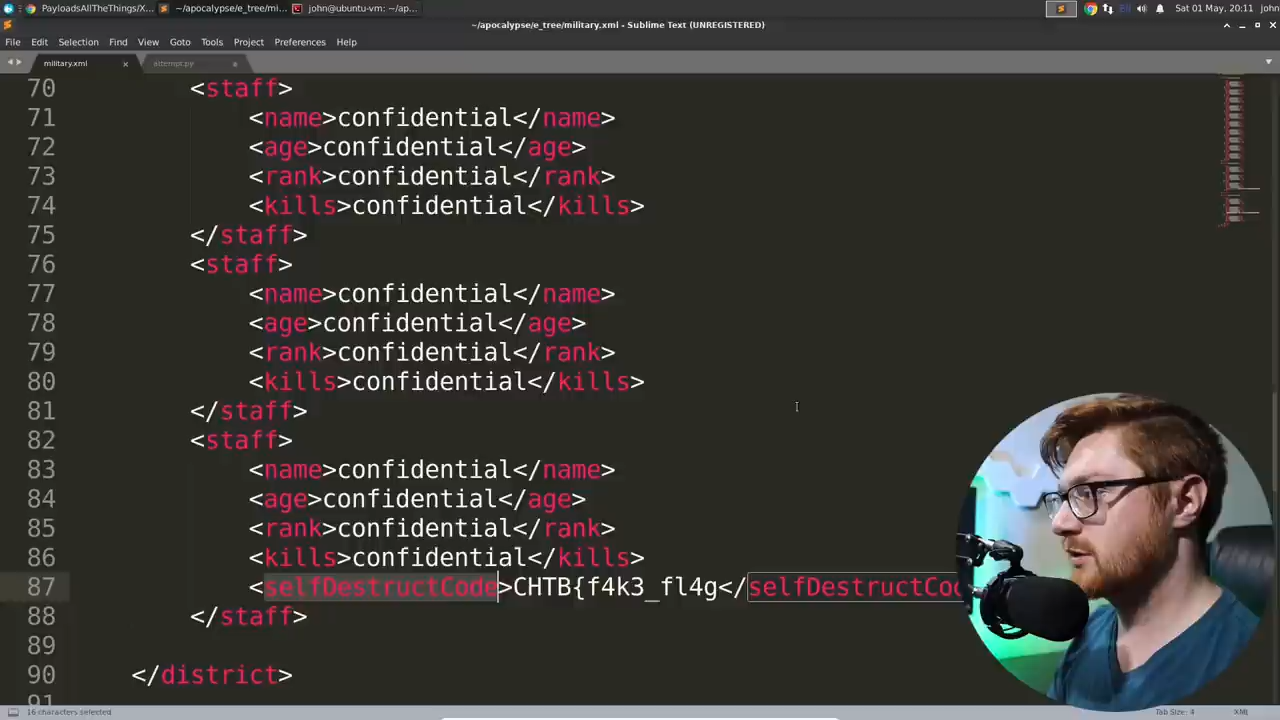 PayloadsAllTheThings/X...
~/apocalypse/e_tree/mi...
john@ubuntu-vm: ~/ap...
EN
Sat 01 May, 20:11
john
~/apocalypse/e_tree/military.xml - Sublime Text (UNREGISTERED)
File Edit Selection Find View Goto Tools Project Preferences Help
military.xml
attempt.py
70 <staff>
71 <name>confidential</name>
72 <age>confidential</age>
73 <rank>confidential</rank>
74 <kills>confidential</kills>
75 </staff>
76 <staff>
77 <name>confidential</name>
78 <age>confidential</age>
79 <rank>confidential</rank>
80 <kills>confidential</kills>
81 </staff>
82 <staff>
83 <name>confidential</name>
84 <age>confidential</age>
85 <rank>confidential</rank>
86 <kills>confidential</kills>
87 <selfDestructCode>CHTB{f4k3_fl4g</selfDestructCod
88 </staff>
89
90 </district>
91
16 characters selected
Tab Size: 4
XML